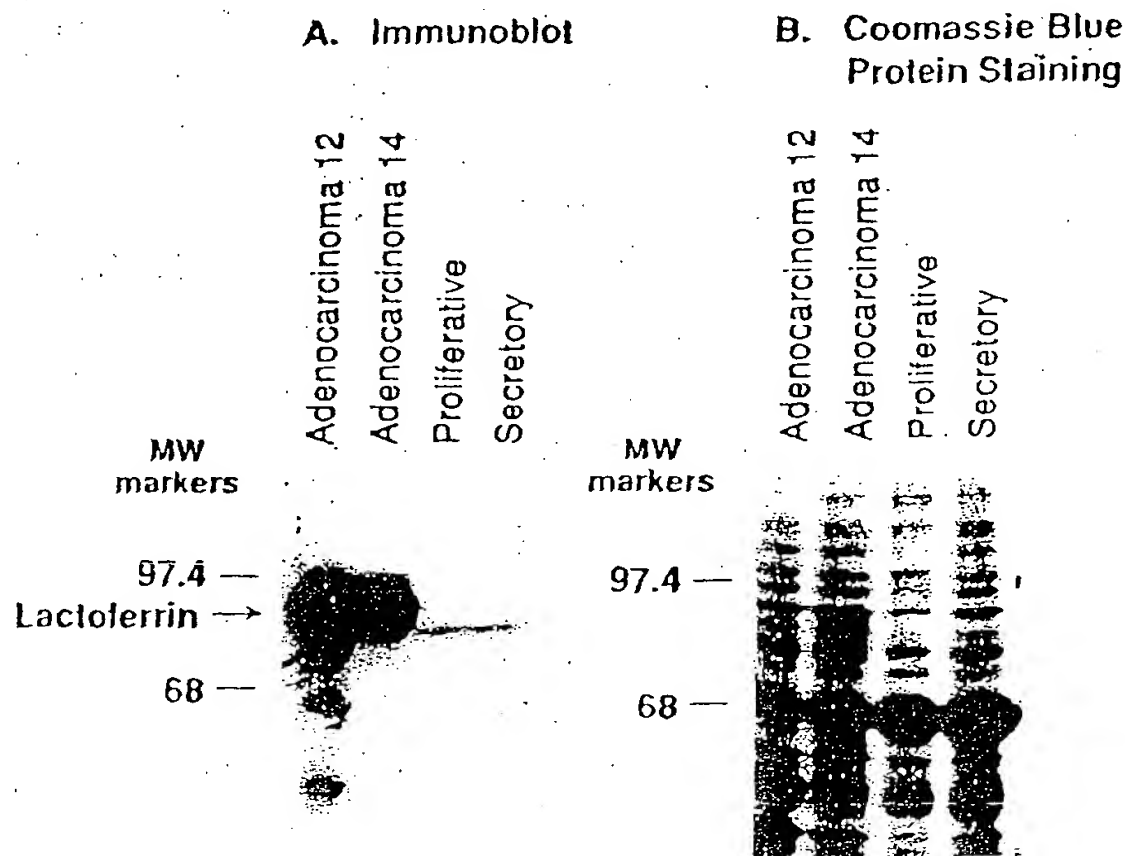 A. Immunoblot
Adenocarcinoma 12
Adenocarcinoma 14
Proliferative
Secretory
MW
markers
97.4
Lactoferrin
68
B. Coomassie Blue
Protein Staining
Adenocarcinoma 12
Adenocarcinoma 14
Proliferative
Secretory
MW
markers
97.4
68